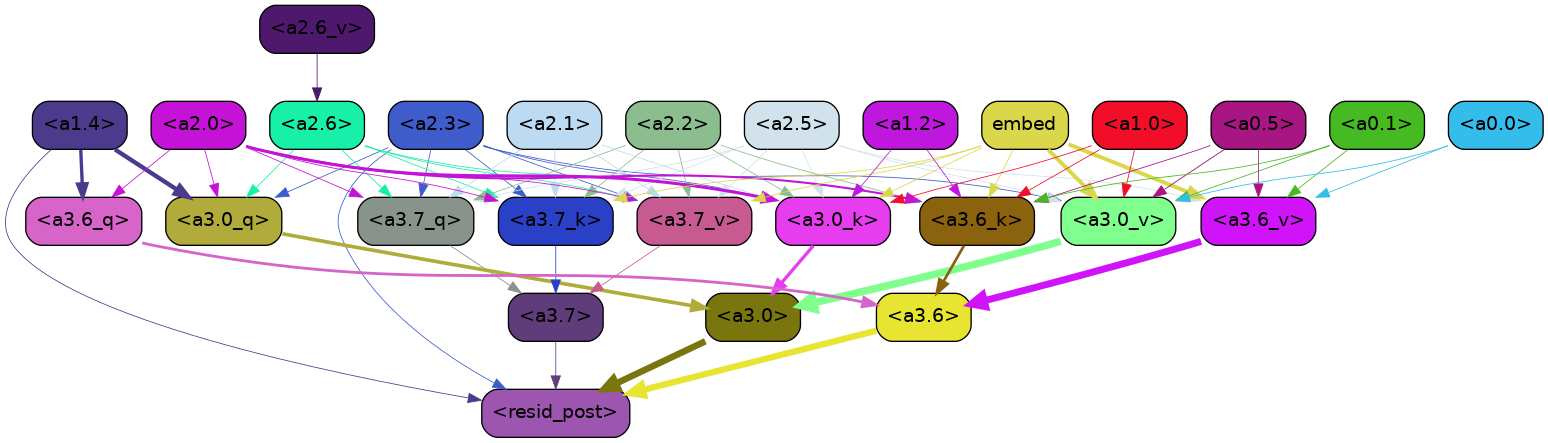 <a2.6_v>
<a1.4> <a2.0> <a2.6> <a2.3> <a2.1> <a2.2> <a2.5> <a1.2> embed <a1.0> <a0.5> <a0.1> <a0.0>
<a3.6_q> <a3.0_q> <a3.7_q> <a3.7_k> <a3.7_v> <a3.0_k> <a3.6_k> <a3.0_v> <a3.6_v>
<a3.7> <a3.0> <a3.6>
<resid_post>